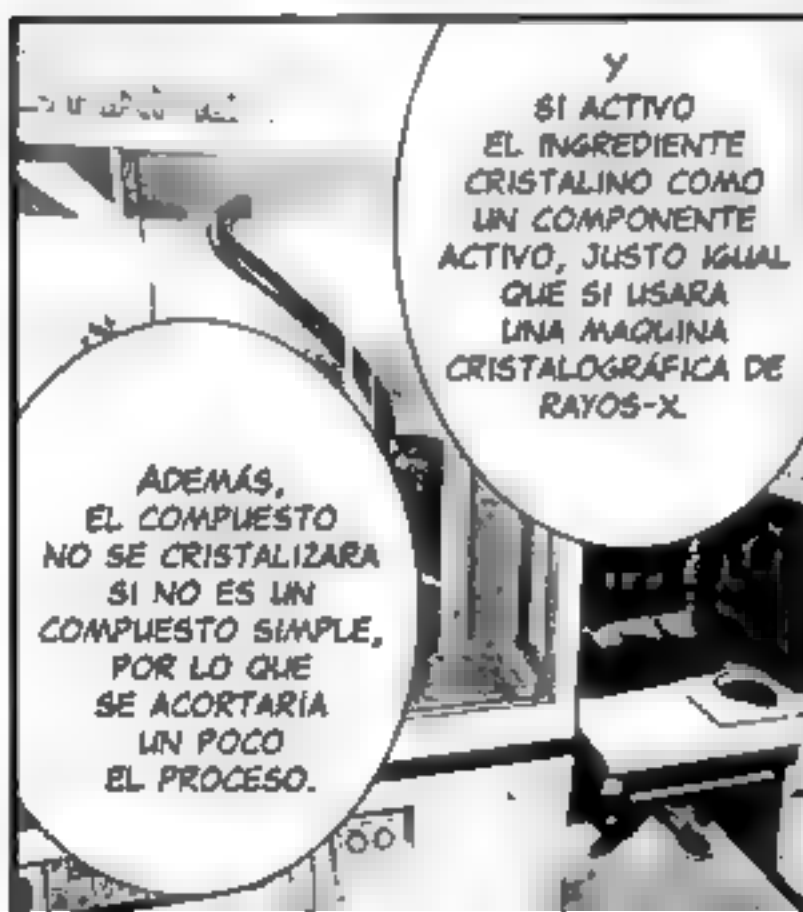 Y
SI ACTIVO
EL INGREDIENTE
CRISTALINO COMO
UN COMPONENTE
ACTIVO, JUSTO IGUAL
QUE SI USARA
UNA MAQUINA
CRISTALOGRÁFICA DE
RAYOS-X.
ADEMÁS,
EL COMPUESTO
NO SE CRISTALIZARA
SI NO ES UN
COMPUESTO SIMPLE,
POR LO QUE
SE ACORTARIA
UN POCO
EL PROCESO.